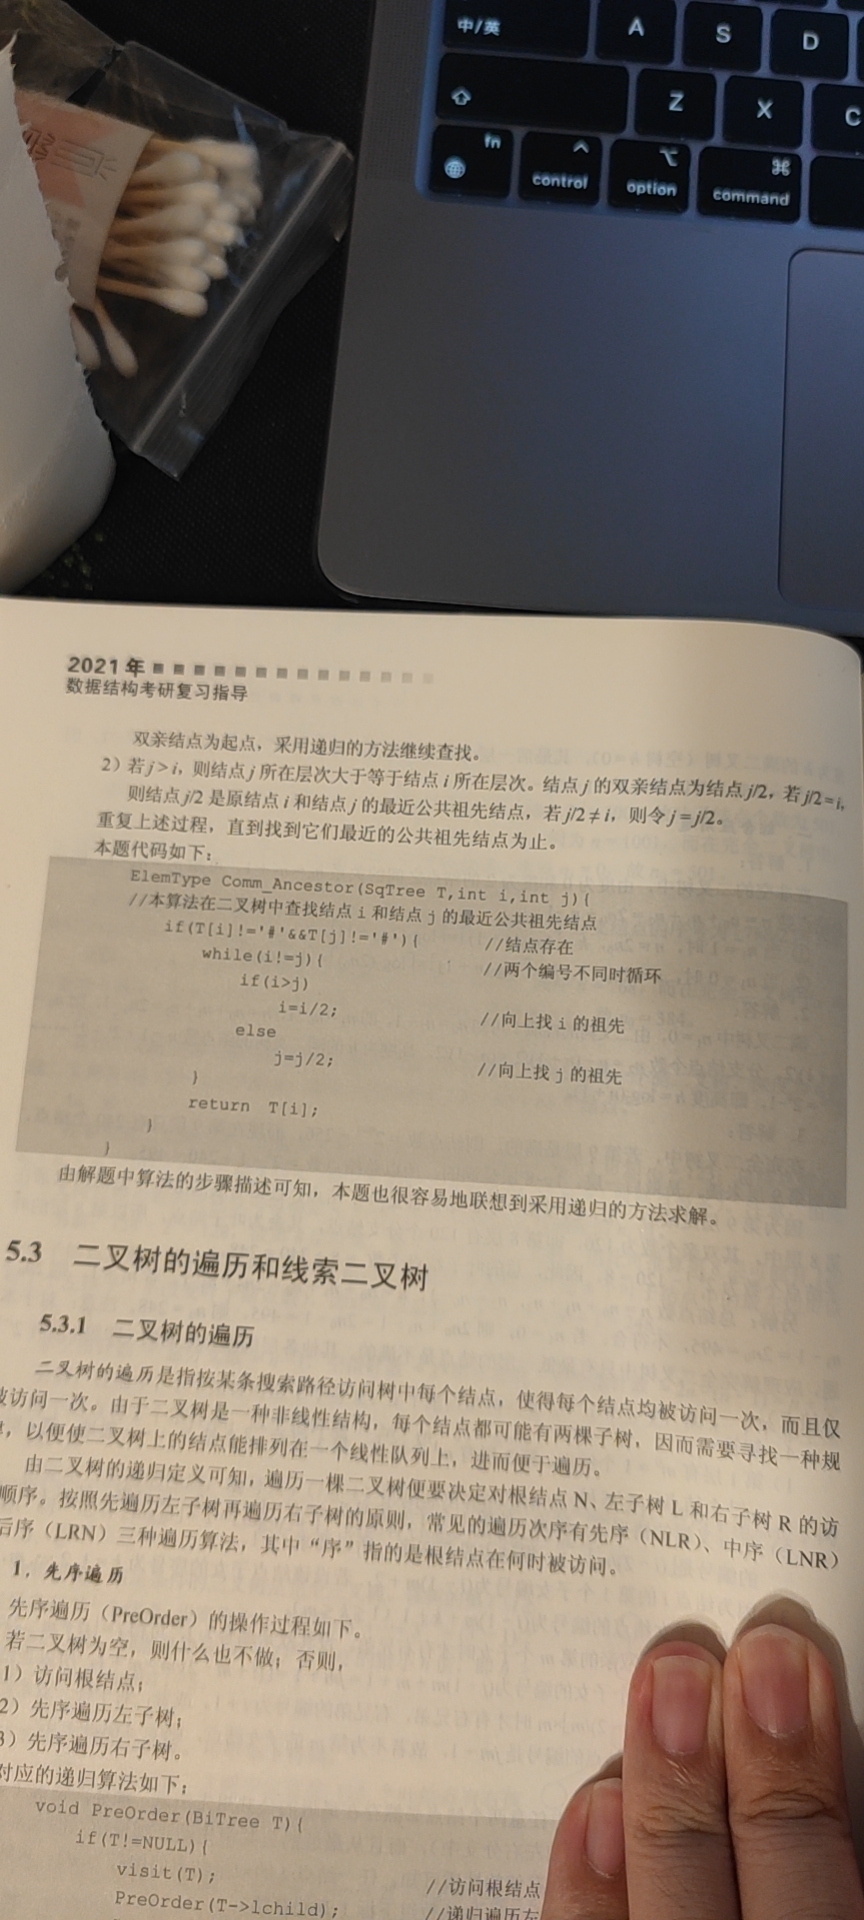 中/英
A
S
D
Z
X
C
fn
control
option
⌘
command
2021年
数据结构考研复习指导
双亲结点为起点，采用递归的方法继续查找。
2）若j>i，则结点j所在层次大于等于结点i所在层次。结点j的双亲结点为结点j/2，若j/2=i，
则结点j/2是原结点i和结点j的最近公共祖先结点，若j/2≠i，则令j=j/2。
重复上述过程，直到找到它们最近的公共祖先结点为止。
本题代码如下：
ElemType Comm_Ancestor(SqTree T,int i,int j){
//本算法在二叉树中查找结点i和结点j的最近公共祖先结点
if(T[i]!='#'&&T[j]!='#'){ //结点存在
while(i!=j){ //两个编号不同时循环
if(i>j)
i=i/2; //向上找i的祖先
else
j=j/2; //向上找j的祖先
}
return T[i];
}
}
由解题中算法的步骤描述可知，本题也很容易地联想到采用递归的方法求解。
5.3 二叉树的遍历和线索二叉树
5.3.1 二叉树的遍历
二叉树的遍历是指按某条搜索路径访问树中每个结点，使得每个结点均被访问一次，而且仅
被访问一次。由于二叉树是一种非线性结构，每个结点都可能有两棵子树，因而需要寻找一种规
，以便使二叉树上的结点能排列在一个线性队列上，进而便于遍历。
由二叉树的递归定义可知，遍历一棵二叉树便要决定对根结点N、左子树L和右子树R的访
顺序。按照先遍历左子树再遍历右子树的原则，常见的遍历次序有先序（NLR）、中序（LNR）
后序（LRN）三种遍历算法，其中“序”指的是根结点在何时被访问。
1．先序遍历
先序遍历（PreOrder）的操作过程如下。
若二叉树为空，则什么也不做；否则，
1）访问根结点；
2）先序遍历左子树；
3）先序遍历右子树。
对应的递归算法如下：
void PreOrder(BiTree T){
if(T!=NULL){
visit(T); //访问根结点
PreOrder(T->lchild); //递归遍历左